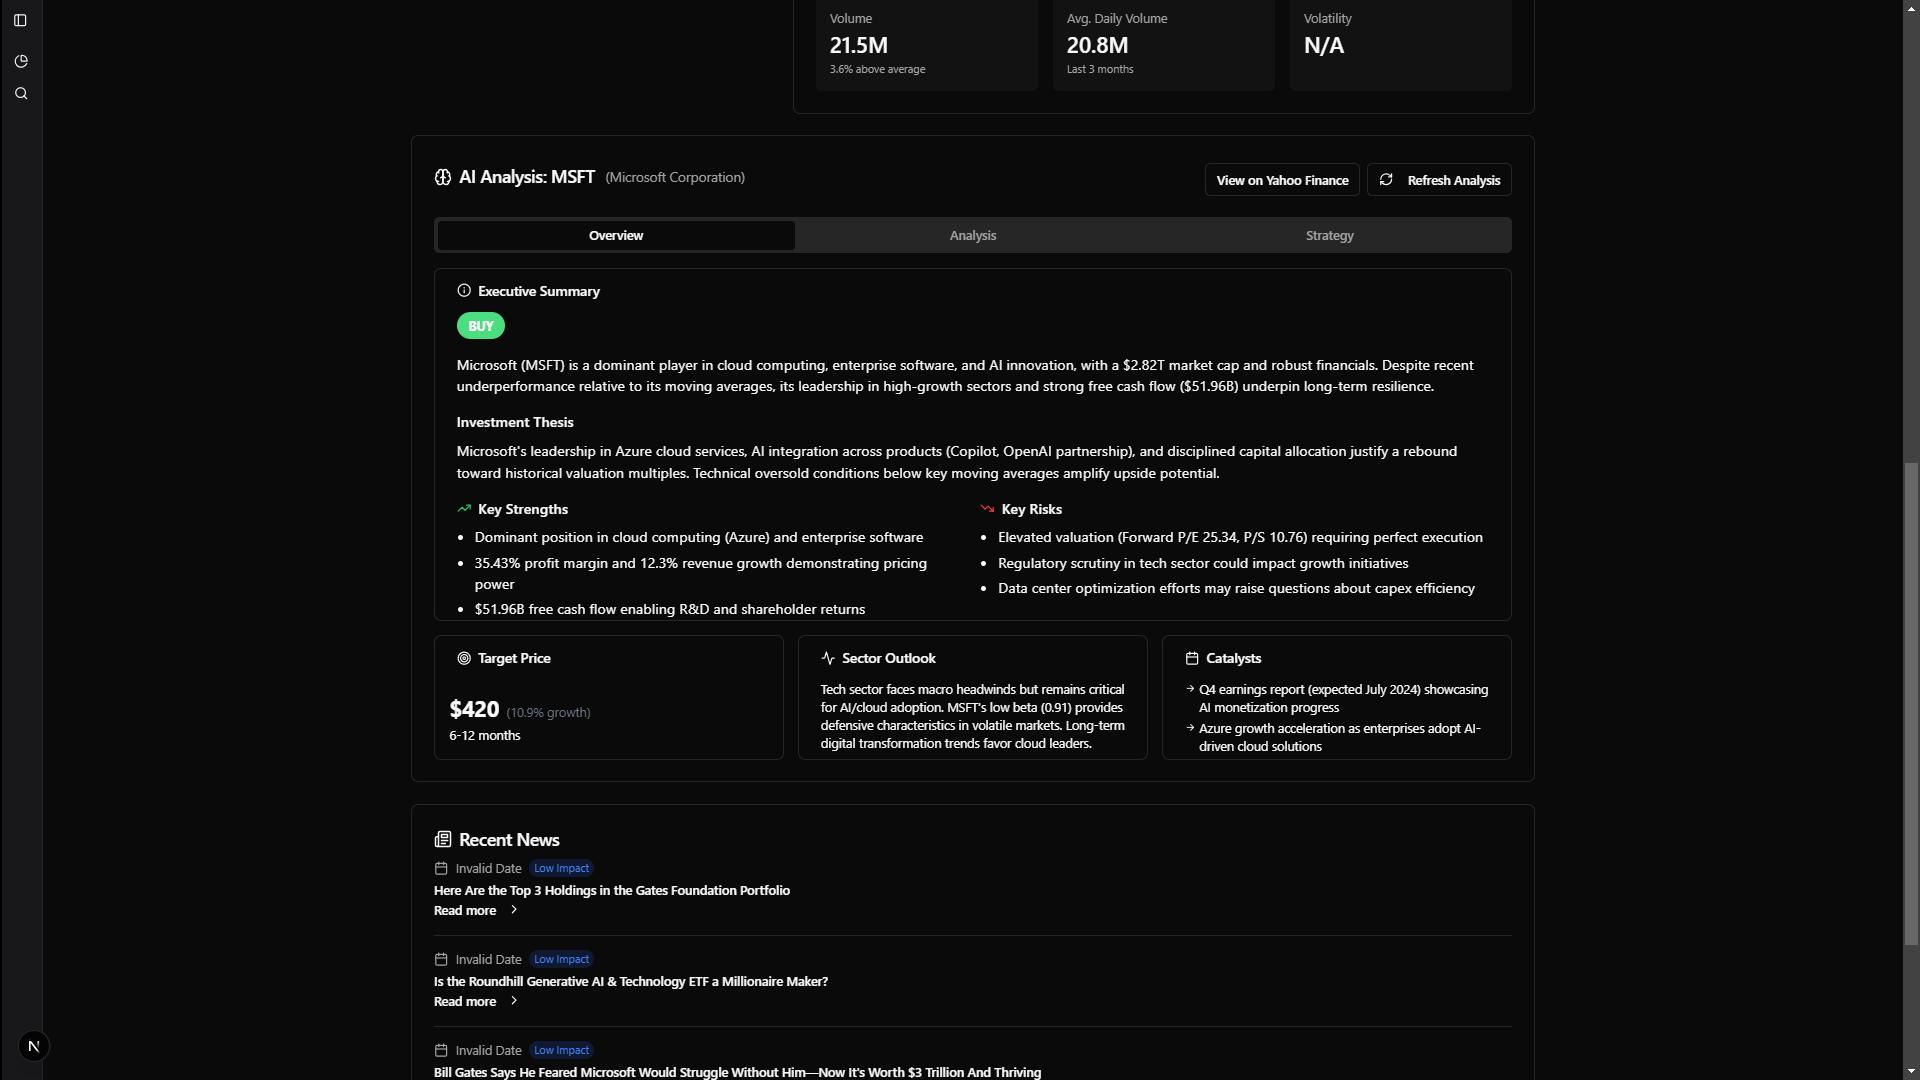 Volume
21.5M
3.6% above average
Avg. Daily Volume
20.8M
Last 3 months
Volatility
N/A
AI Analysis: MSFT (Microsoft Corporation)
View on Yahoo Finance
Refresh Analysis
Overview
Analysis
Strategy
Executive Summary
BUY
Microsoft (MSFT) is a dominant player in cloud computing, enterprise software, and AI innovation, with a $2.82T market cap and robust financials. Despite recent
underperformance relative to its moving averages, its leadership in high-growth sectors and strong free cash flow ($51.96B) underpin long-term resilience.
Investment Thesis
Microsoft's leadership in Azure cloud services, AI integration across products (Copilot, OpenAI partnership), and disciplined capital allocation justify a rebound
toward historical valuation multiples. Technical oversold conditions below key moving averages amplify upside potential.
Key Strengths
• Dominant position in cloud computing (Azure) and enterprise software
• 35.43% profit margin and 12.3% revenue growth demonstrating pricing
power
• $51.96B free cash flow enabling R&D and shareholder returns
Key Risks
• Elevated valuation (Forward P/E 25.34, P/S 10.76) requiring perfect execution
• Regulatory scrutiny in tech sector could impact growth initiatives
• Data center optimization efforts may raise questions about capex efficiency
Target Price
$420 (10.9% growth)
6-12 months
Sector Outlook
Tech sector faces macro headwinds but remains critical
for AI/cloud adoption. MSFT's low beta (0.91) provides
defensive characteristics in volatile markets. Long-term
digital transformation trends favor cloud leaders.
Catalysts
→ Q4 earnings report (expected July 2024) showcasing
AI monetization progress
→ Azure growth acceleration as enterprises adopt AI-
driven cloud solutions
Recent News
Invalid Date Low Impact
Here Are the Top 3 Holdings in the Gates Foundation Portfolio
Read more
Invalid Date Low Impact
Is the Roundhill Generative AI & Technology ETF a Millionaire Maker?
Read more
Invalid Date Low Impact
Bill Gates Says He Feared Microsoft Would Struggle Without Him—Now It's Worth $3 Trillion And Thriving
N